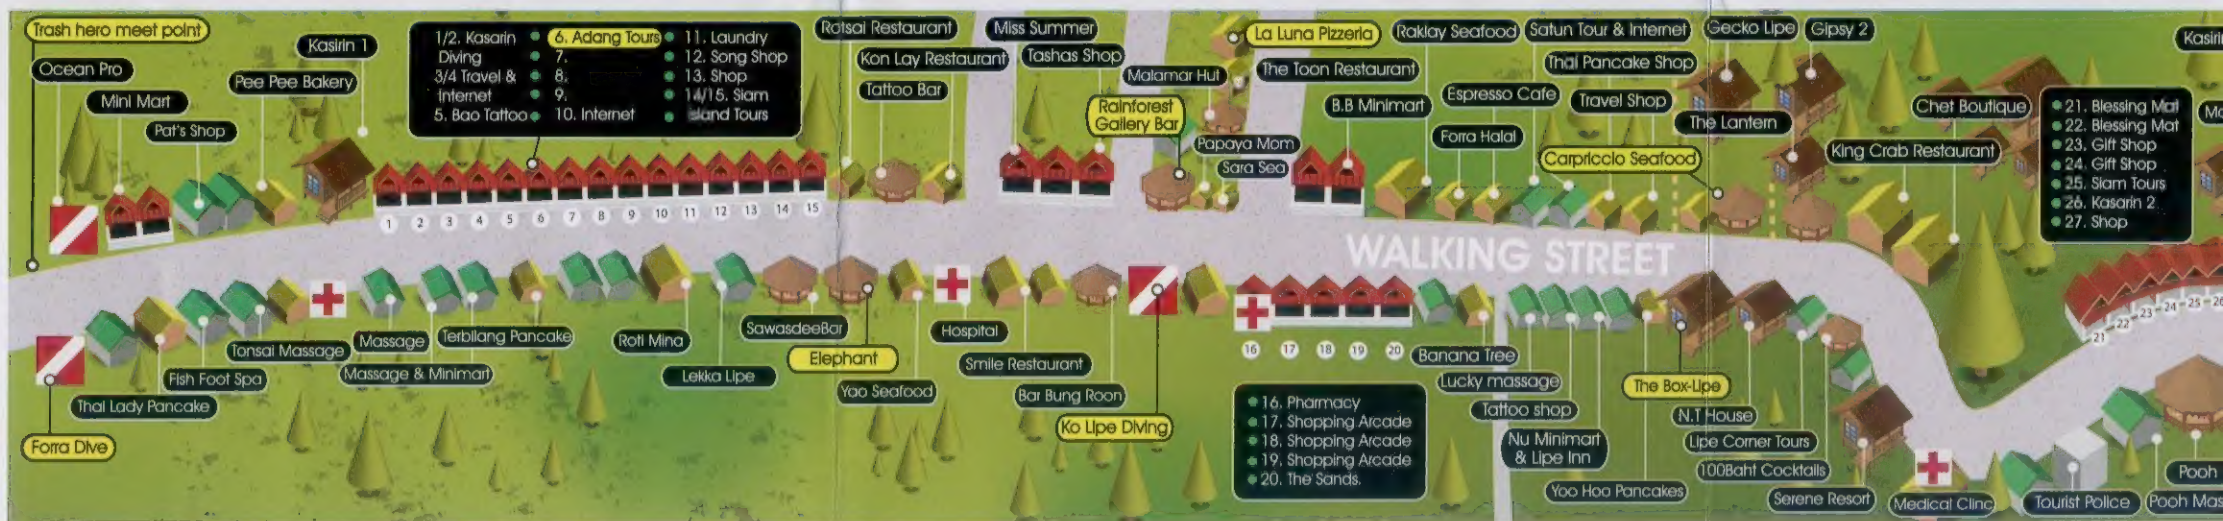 Trash hero meet point
Ocean Pro
Mini Mart
Pat's Shop
Pee Pee Bakery
Kasirin 1
1/2. Kasarin
Diving
3/4 Travel &
Internet
5. Bao Tattoo
6. Adang Tours
7.
8.
9.
10. Internet
11. Laundry
12. Song Shop
13. Shop
14/15. Siam
Island Tours
Rotsai Restaurant
Kon Lay Restaurant
Tattoo Bar
Miss Summer
Tashas Shop
Malamar Hut
Rainforest
Gallery Bar
Papaya Mom
Sara Sea
La Luna Pizzeria
The Toon Restaurant
B.B Minimart
Raklay Seafood
Espresso Cafe
Forra Halal
Satun Tour & Internet
Thai Pancake Shop
Travel Shop
Carpriccio Seafood
Gecko Lipe
Gipsy 2
The Lantern
Chet Boutique
King Crab Restaurant
21. Blessing Mat
22. Blessing Mat
23. Gift Shop
24. Gift Shop
25. Siam Tours
26. Kasarin 2
27. Shop
1 2 3 4 5 6 7 8 9 10 11 12 13 14 15
WALKING STREET
21 22 23 24 25 26
Forra Dive
Thai Lady Pancake
Fish Foot Spa
Tonsai Massage
Massage
Massage & Minimart
Terbilang Pancake
Roti Mina
Lekka Lipe
SawasdeeBar
Elephant
Yao Seafood
Hospital
Smile Restaurant
Bar Bung Roon
Ko Lipe Diving
16 17 18 19 20
16. Pharmacy
17. Shopping Arcade
18. Shopping Arcade
19. Shopping Arcade
20. The Sands
Banana Tree
Lucky massage
Tattoo shop
Nu Minimart
& Lipe Inn
Yoo Hoo Pancakes
The Box-Lipe
N.T House
Lipe Corner Tours
100Baht Cocktails
Serene Resort
Medical Clinc
Tourist Police
Pooh
Pooh Mas